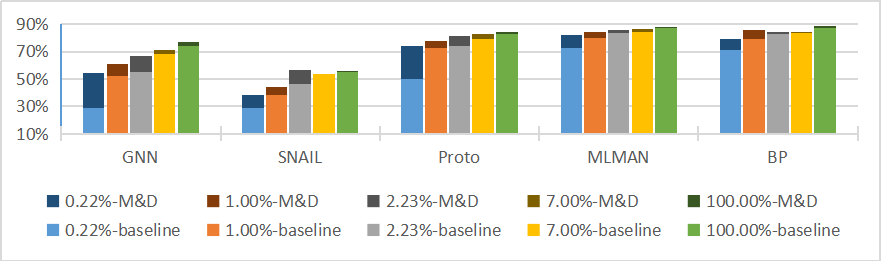 90%
70%
50%
30%
10%
GNN SNAIL Proto MLMAN BP
0.22%-M&D 1.00%-M&D 2.23%-M&D 7.00%-M&D 100.00%-M&D
0.22%-baseline 1.00%-baseline 2.23%-baseline 7.00%-baseline 100.00%-baseline